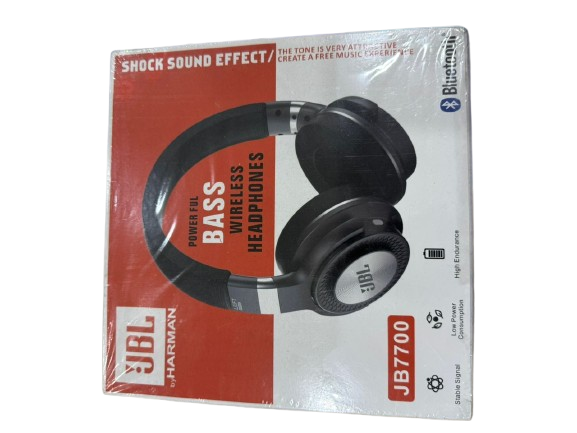 SHOCK SOUND EFFECT/
THE TONE IS VERY ATTRACTIVE
CREATE A FREE MUSIC EXPERIENCE
Bluetooth®
POWER FUL
BASS
WIRELESS
HEADPHONES
JBL
JBL
by HARMAN
JB7700
High Endurance
Low Power
Consumption
Stable Signal